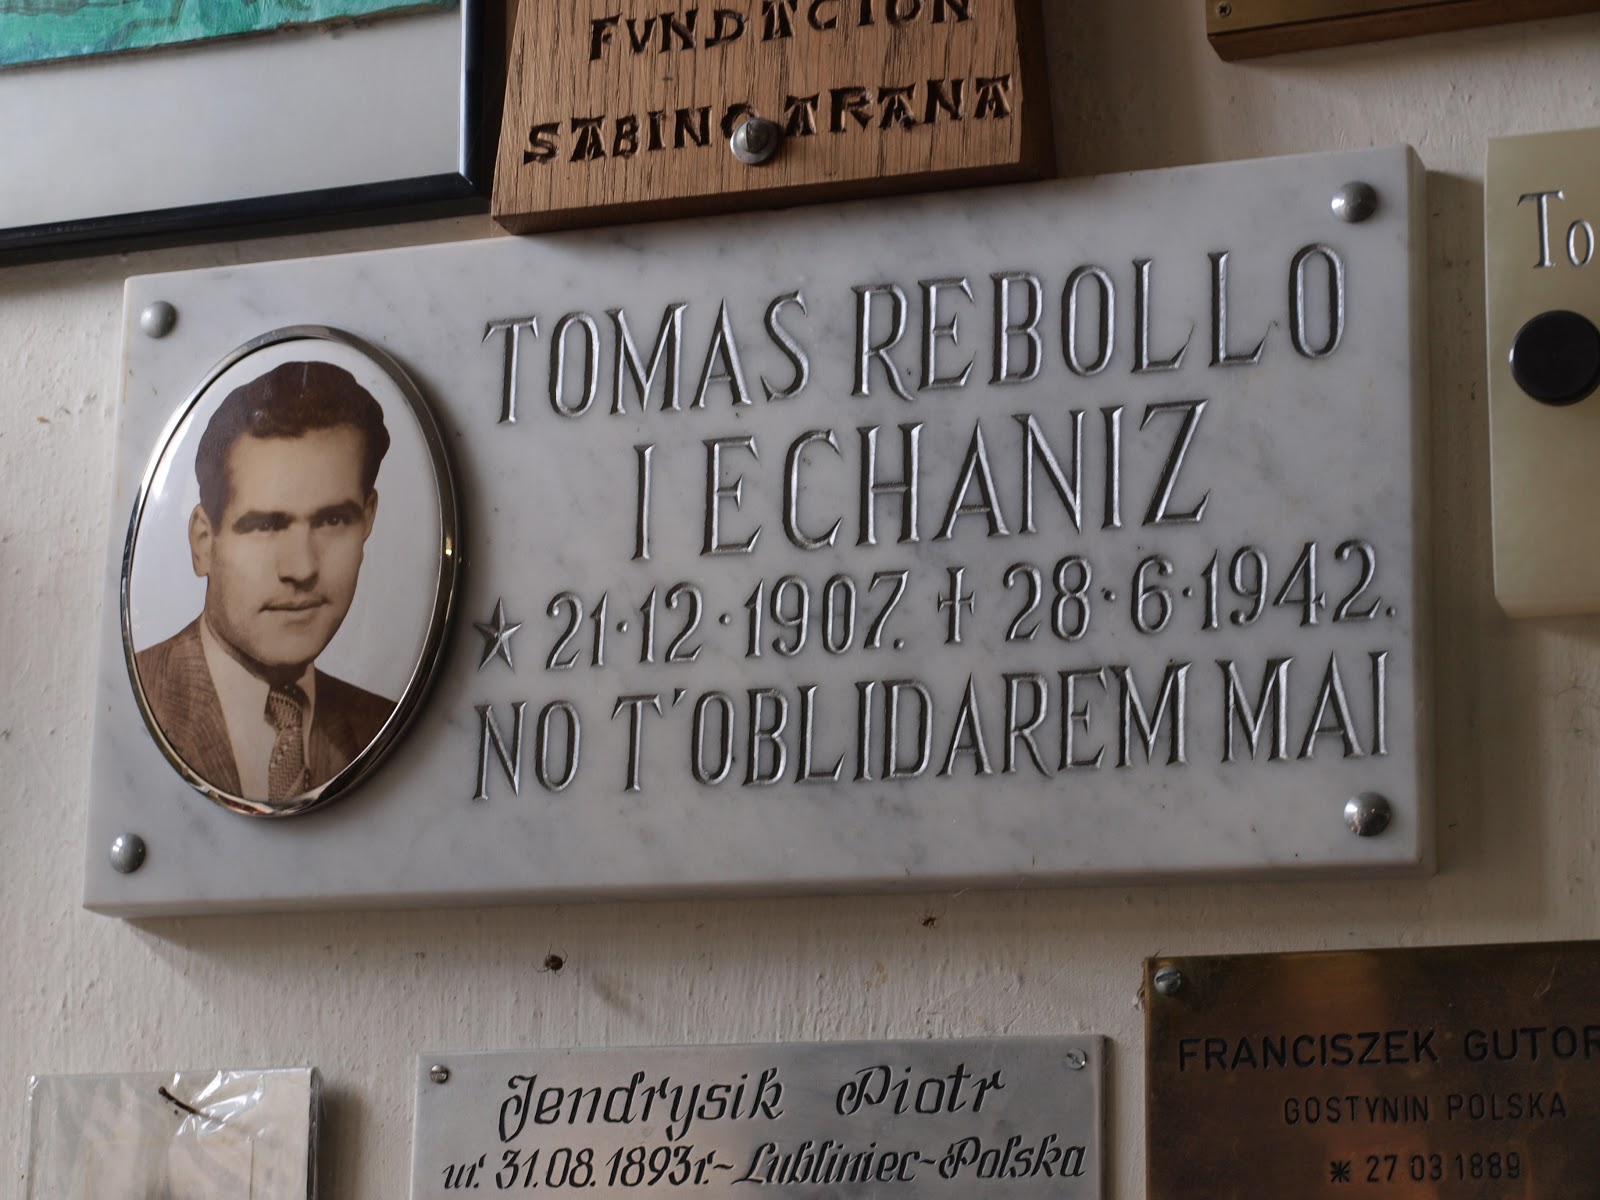 FVNDACION
SABINO ARANA
TOMAS REBOLLO
I ECHANIZ
★ 21·12·1907. ✝ 28·6·1942.
NO T'OBLIDAREM MAI
To
Jendrysik Piotr
ur. 31.08.1893r.-Lubliniec-Polska
FRANCISZEK GUTOR
GOSTYNIN POLSKA
* 27 03 1889